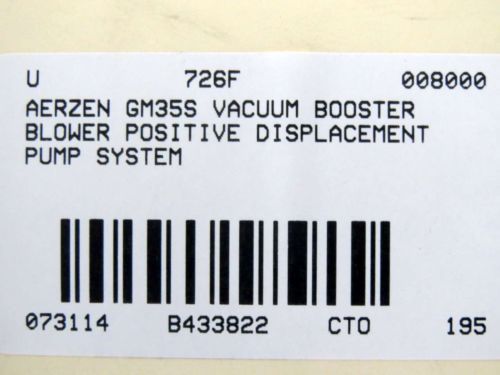 U 726F 008000
AERZEN GM35S VACUUM BOOSTER
BLOWER POSITIVE DISPLACEMENT
PUMP SYSTEM
073114 B433822 CTO 195